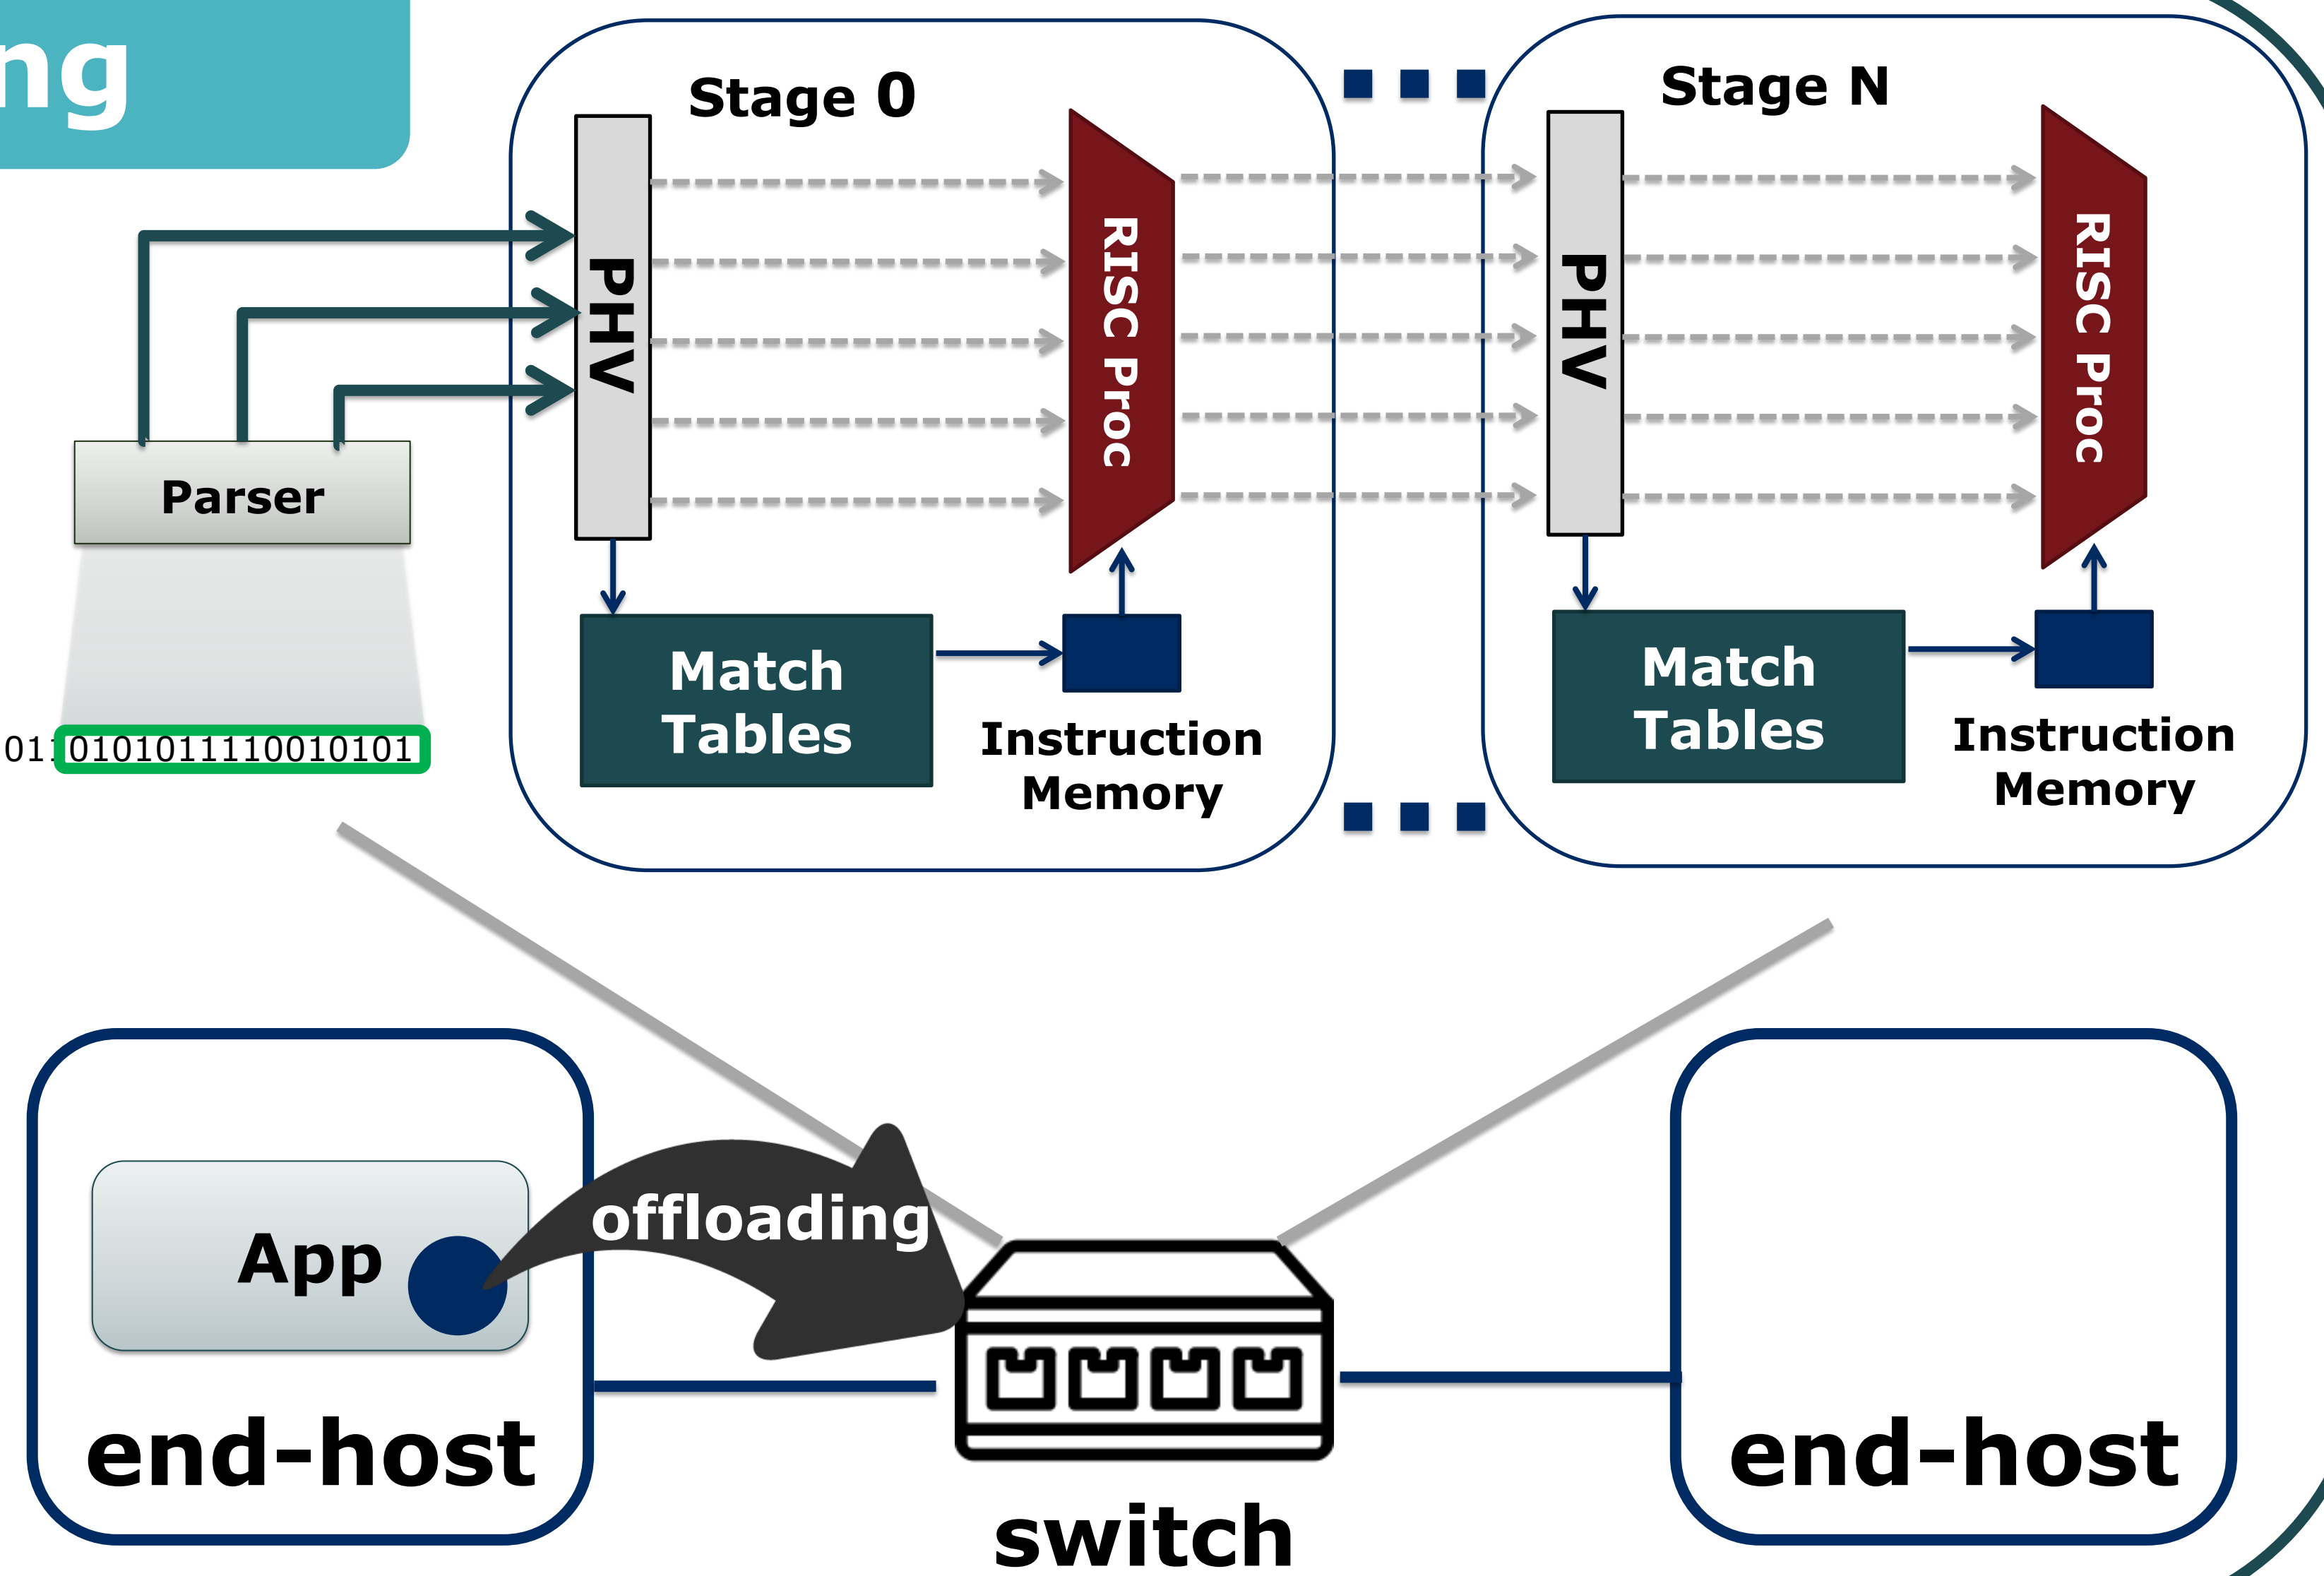 ng
Stage 0
Stage N
PHV
RISC Proc
PHV
RISC Proc
Parser
Match
Tables
Instruction
Memory
Match
Tables
Instruction
Memory
0110101011110010101
App
offloading
end-host
switch
end-host